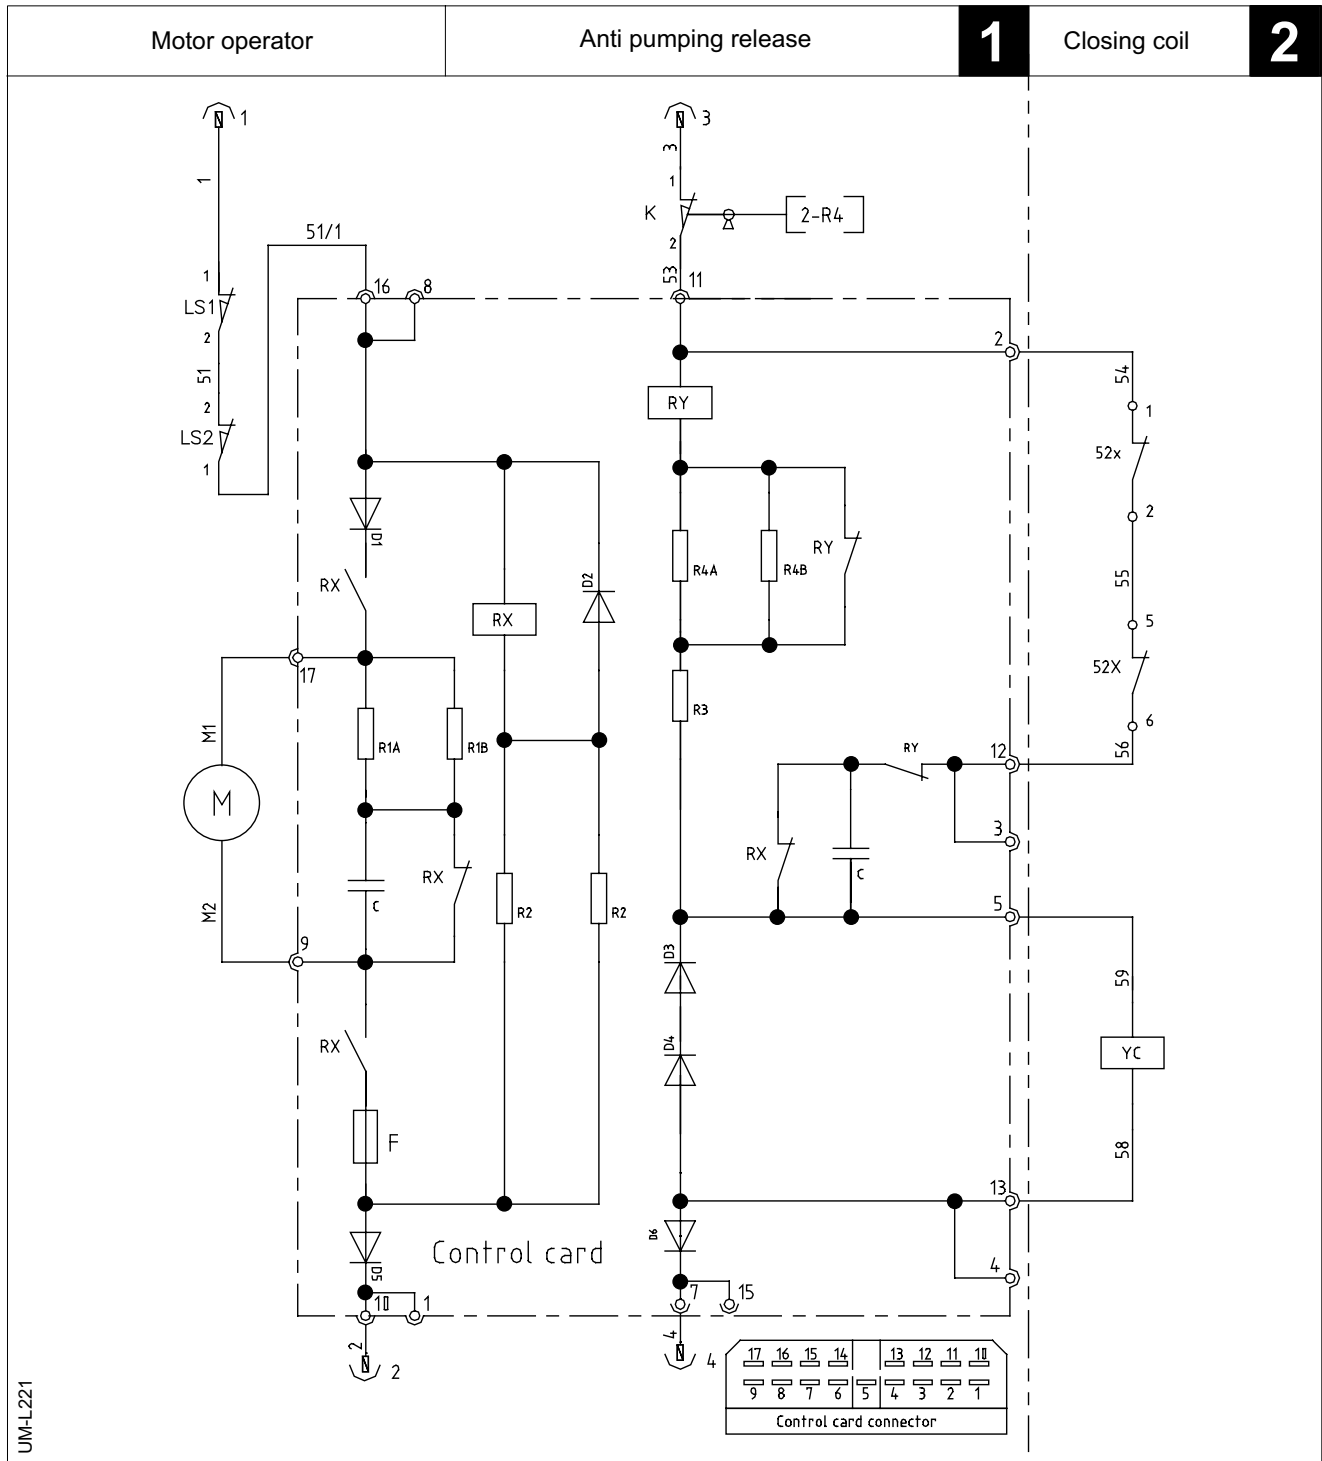 Motor operator
Anti pumping release
1
Closing coil
2
1
3
1
3
1
K
2-R4
2
51/1
53
11
1
16
8
LS1
2
2
51
54
2
1
RY
LS2
1
52x
D1
2
R4A
R4B
RY
RX
D2
55
RX
5
17
52X
R3
6
M1
R1A
R1B
RY
12
56
M
3
RX
RX
C
C
M2
R2
R2
5
9
D3
59
RX
D4
YC
F
58
13
D6
Control card
4
D5
10
1
7
15
2
4
2
4
17 16 15 14 13 12 11 10
9 8 7 6 5 4 3 2 1
Control card connector
UM-L221